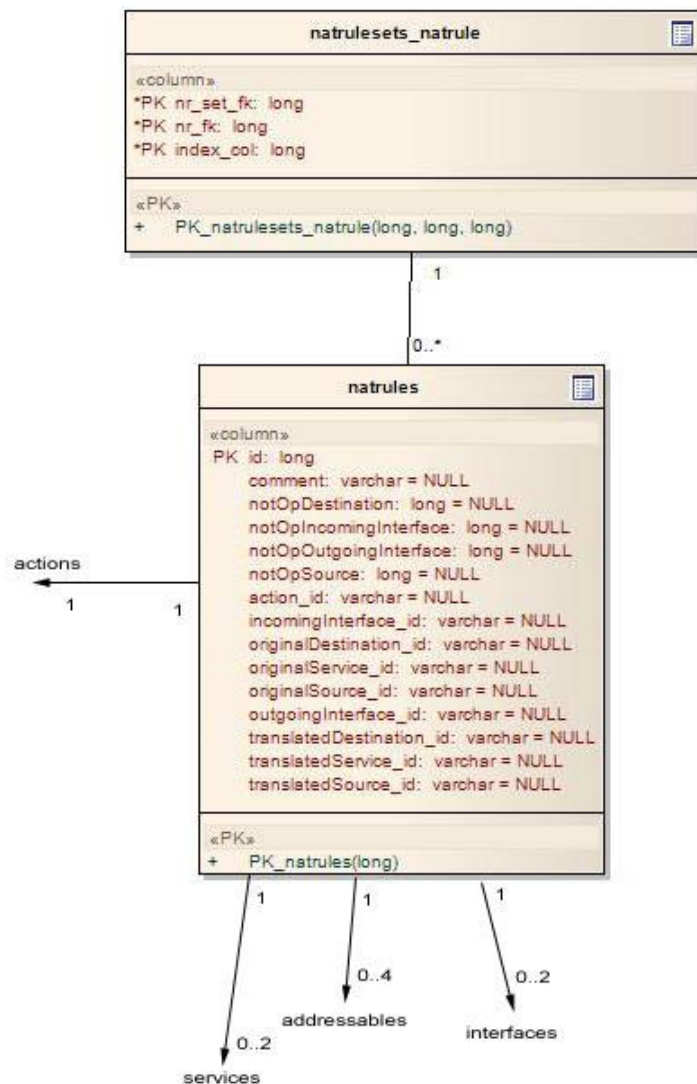 natrulesets_natrule
«column»
*PK nr_set_fk: long
*PK nr_fk: long
*PK index_col: long
«PK»
+ PK_natrulesets_natrule(long, long, long)
1
0..*
natrules
«column»
PK id: long
comment: varchar = NULL
notOpDestination: long = NULL
notOpIncomingInterface: long = NULL
notOpOutgoingInterface: long = NULL
notOpSource: long = NULL
action_id: varchar = NULL
incomingInterface_id: varchar = NULL
originalDestination_id: varchar = NULL
originalService_id: varchar = NULL
originalSource_id: varchar = NULL
outgoingInterface_id: varchar = NULL
translatedDestination_id: varchar = NULL
translatedService_id: varchar = NULL
translatedSource_id: varchar = NULL
«PK»
+ PK_natrules(long)
actions
1 1
1 1 1
0..2 0..4 0..2
services addressables interfaces